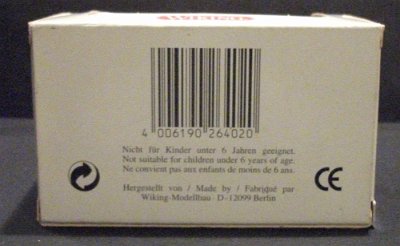 WIKING
4 006190 264020
Nicht für Kinder unter 6 Jahren geeignet.
Not suitable for children under 6 years of age.
Ne convient pas aux enfants de moins de 6 ans.
Hergestellt von / Made by / Fabriqué par
Wiking-Modellbau · D-12099 Berlin
CE